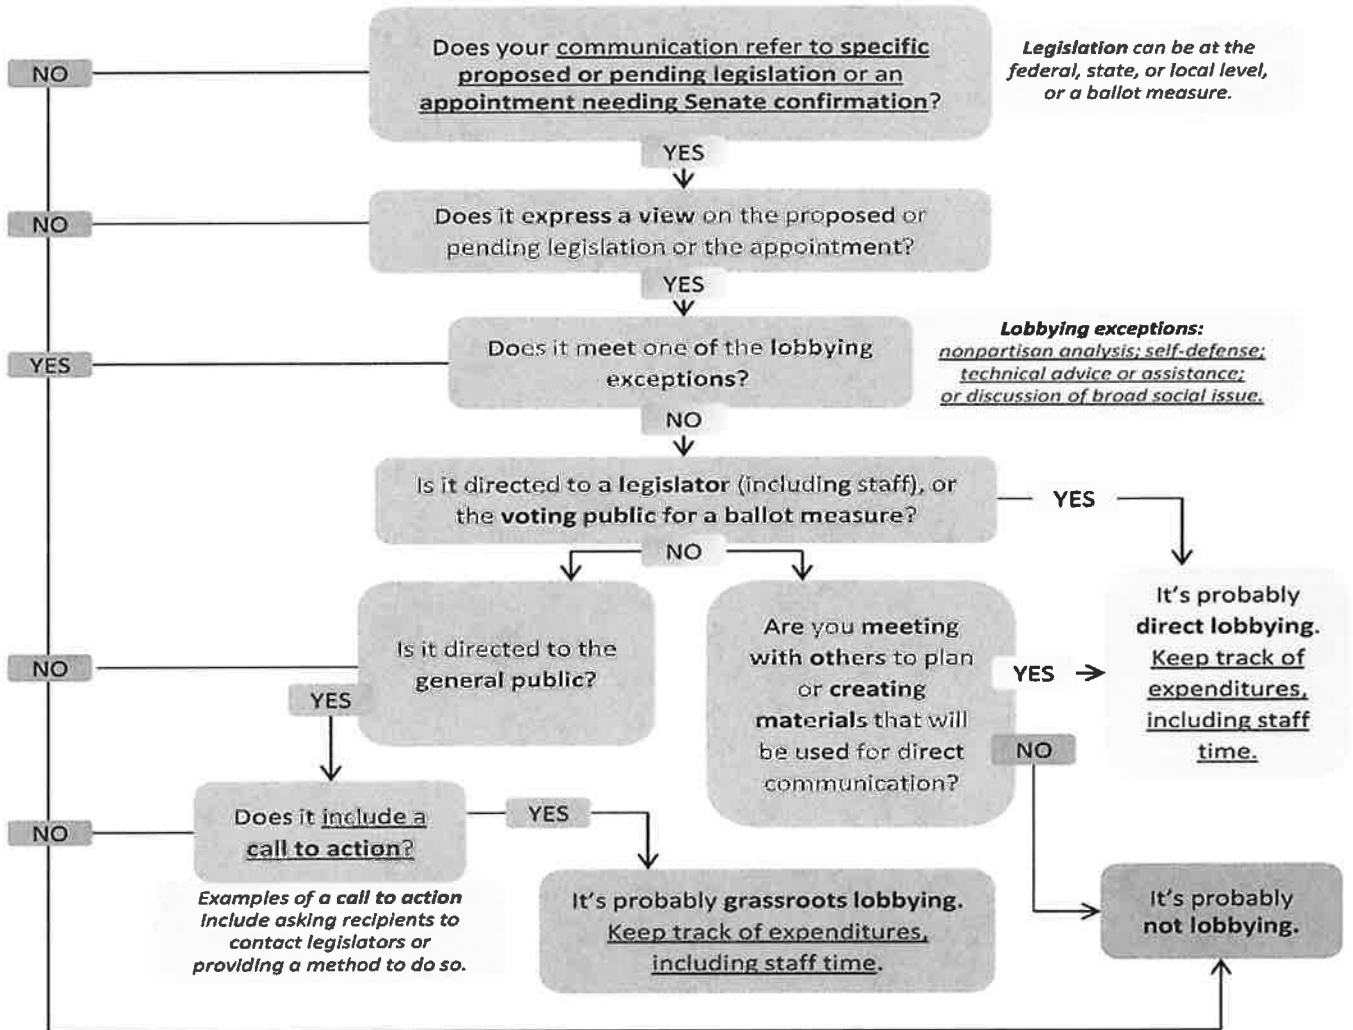 Does your communication refer to specific
proposed or pending legislation or an
appointment needing Senate confirmation?
Legislation can be at the
federal, state, or local level,
or a ballot measure.
NO
YES
Does it express a view on the proposed or
pending legislation or the appointment?
NO
YES
Does it meet one of the lobbying
exceptions?
Lobbying exceptions:
nonpartisan analysis; self-defense;
technical advice or assistance;
or discussion of broad social issue.
YES
NO
Is it directed to a legislator (including staff), or
the voting public for a ballot measure?
YES
NO
Is it directed to the
general public?
NO
YES
Are you meeting
with others to plan
or creating
materials that will
be used for direct
communication?
YES
NO
It's probably
direct lobbying.
Keep track of
expenditures,
including staff
time.
Does it include a
call to action?
NO
YES
Examples of a call to action
include asking recipients to
contact legislators or
providing a method to do so.
It's probably grassroots lobbying.
Keep track of expenditures,
including staff time.
It's probably
not lobbying.